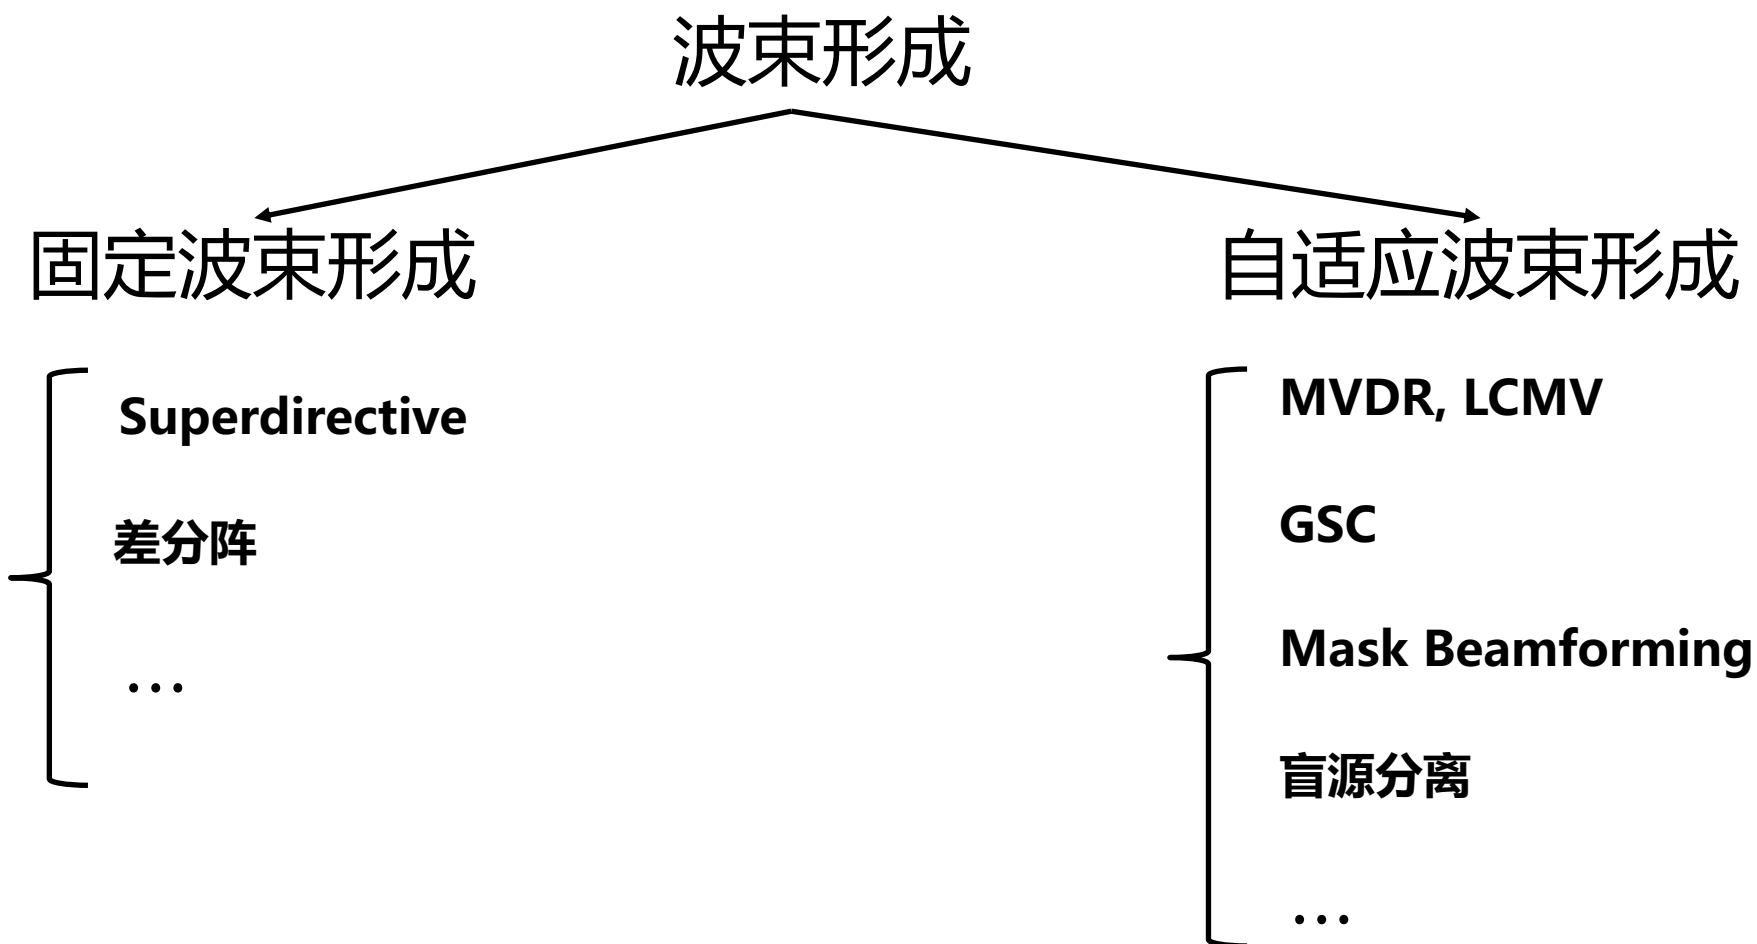 波束形成
固定波束形成
Superdirective
差分阵
…
自适应波束形成
MVDR, LCMV
GSC
Mask Beamforming
盲源分离
…